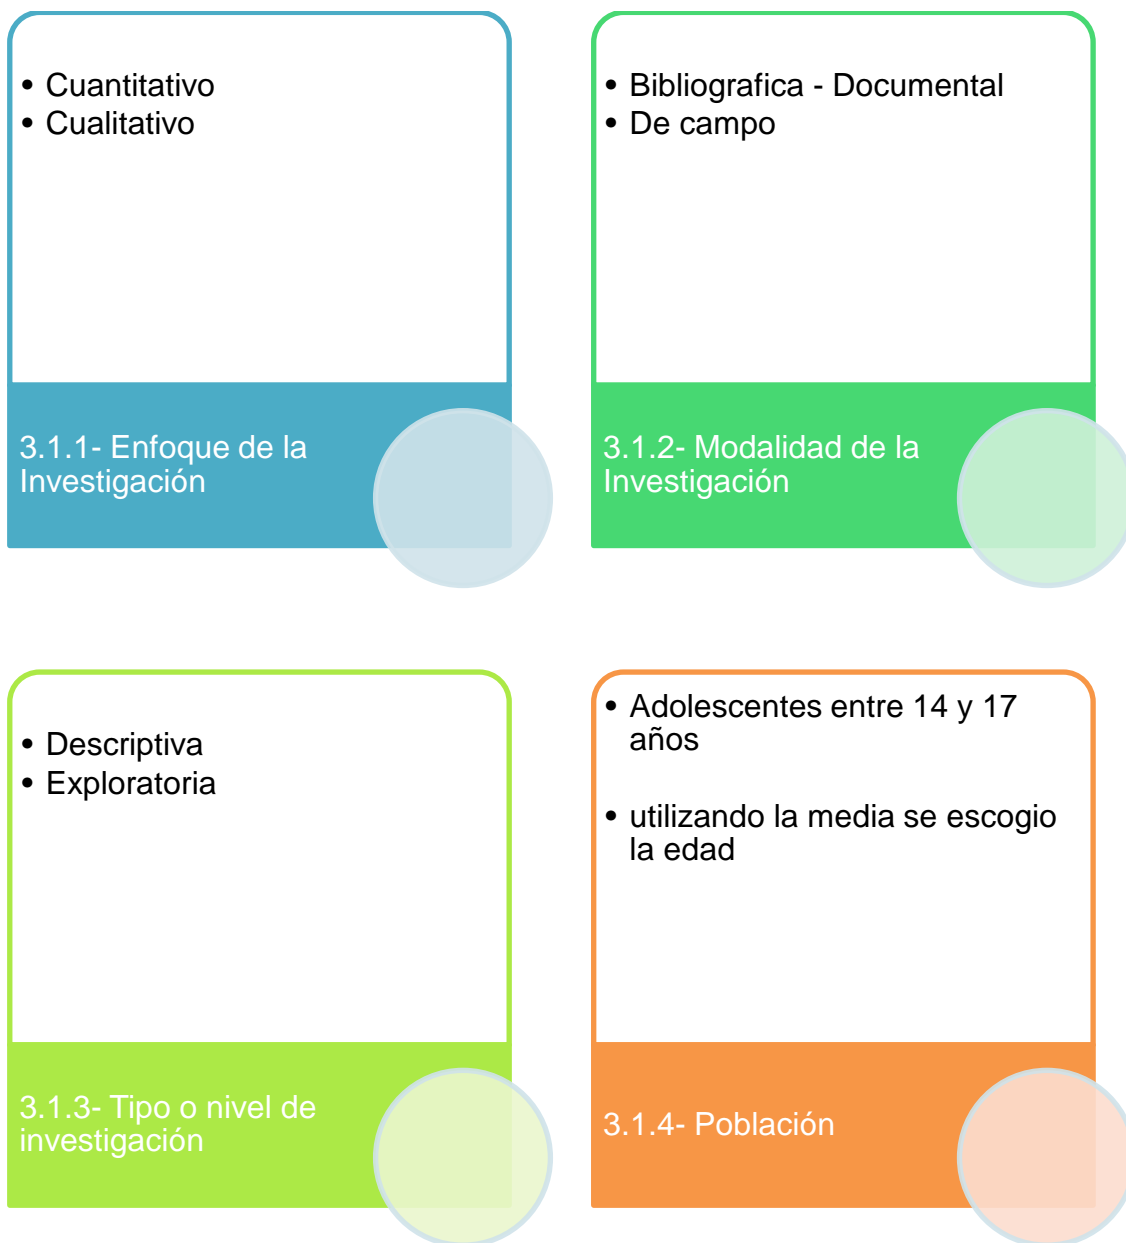 • Cuantitativo
• Cualitativo
3.1.1- Enfoque de la
Investigación
• Bibliografica - Documental
• De campo
3.1.2- Modalidad de la
Investigación
• Descriptiva
• Exploratoria
3.1.3- Tipo o nivel de
investigación
• Adolescentes entre 14 y 17
años
• utilizando la media se escogio
la edad
3.1.4- Población